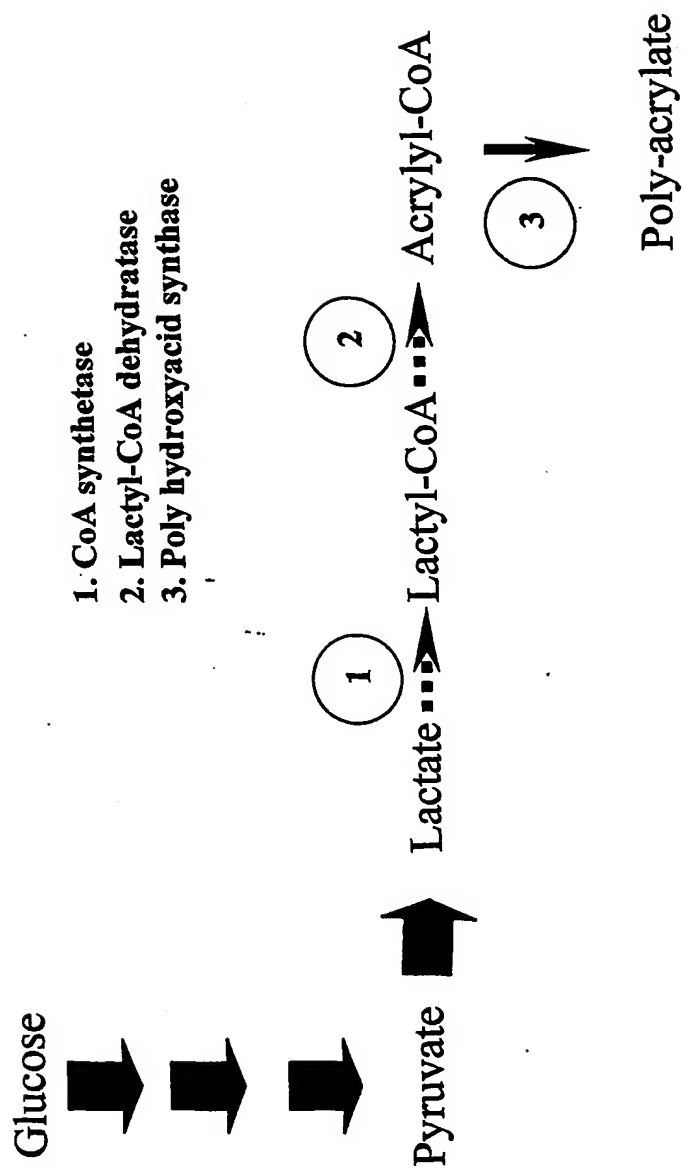 Glucose
1. CoA synthetase
2. Lactyl-CoA dehydratase
3. Poly hydroxyacid synthase
1
2
Pyruvate
Lactate
Lactyl-CoA
Acrylyl-CoA
3
Poly-acrylate